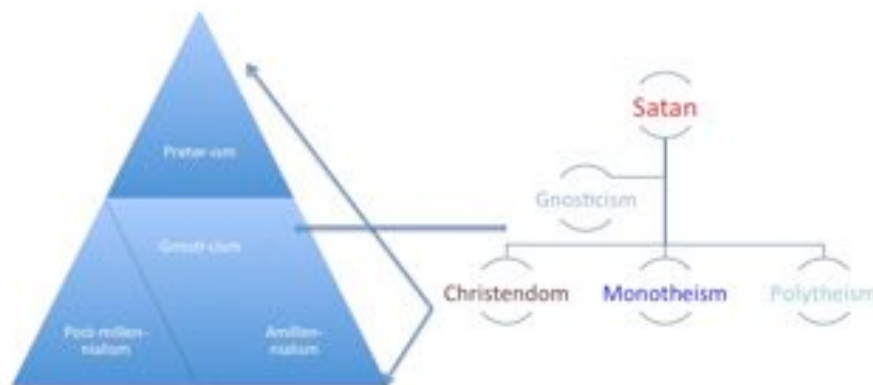 Preter-ism
Gnosti-cism
Post-millen-
nialism
Amillen-
nialism
Satan
Gnosticism
Christendom
Monotheism
Polytheism